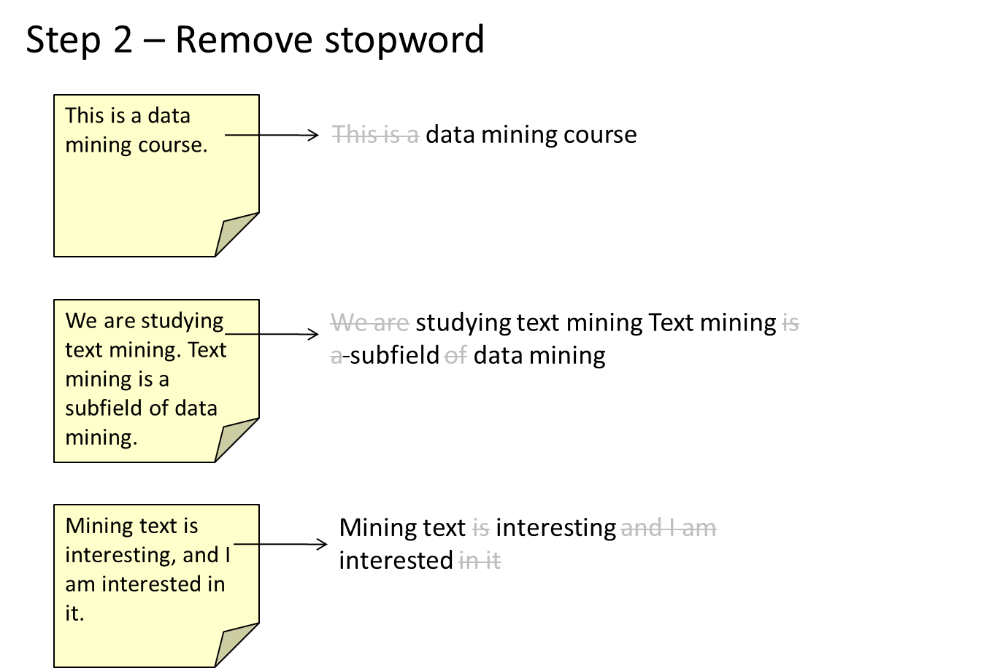 Step 2 – Remove stopword
This is a data
mining course.
This is a data mining course
We are studying
text mining. Text
mining is a
subfield of data
mining.
We are studying text mining Text mining is
a subfield of data mining
Mining text is
interesting, and I
am interested in
it.
Mining text is interesting and I am
interested in it